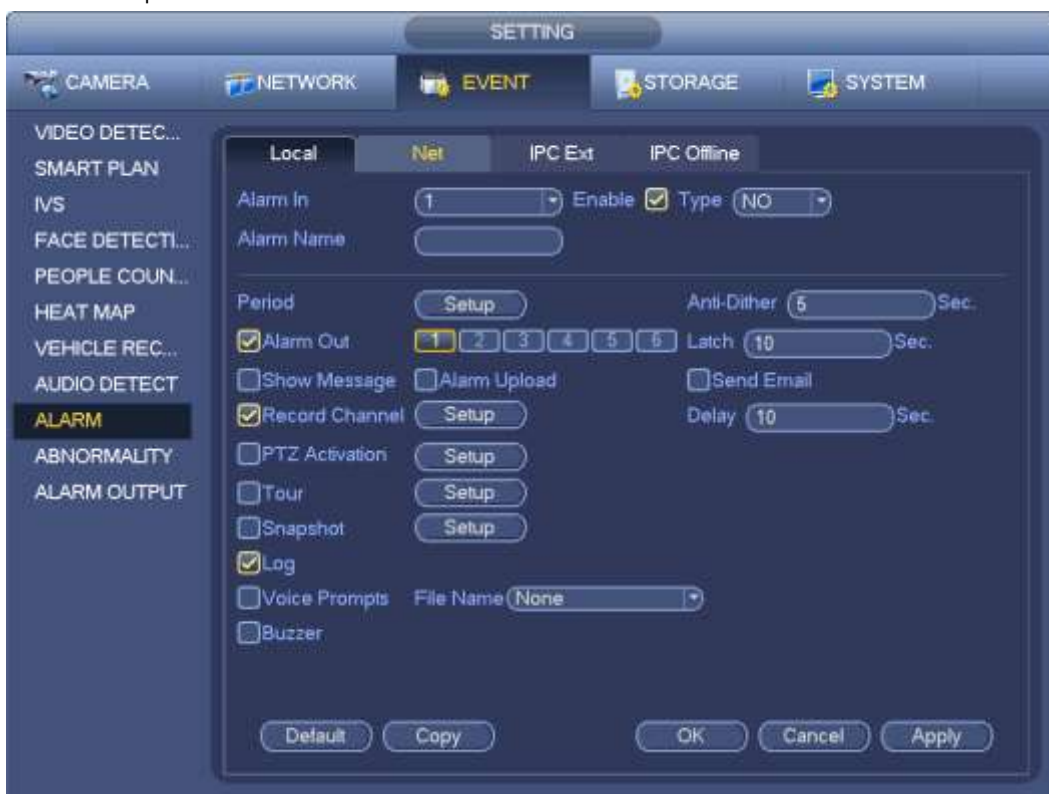 SETTING
CAMERA NETWORK EVENT STORAGE SYSTEM
VIDEO DETEC...
SMART PLAN
IVS
FACE DETECTI...
PEOPLE COUN...
HEAT MAP
VEHICLE REC...
AUDIO DETECT
ALARM
ABNORMALITY
ALARM OUTPUT
Local Net IPC Ext IPC Offline
Alarm In 1 Enable Type NO
Alarm Name
Period Setup Anti-Dither 5 Sec.
Alarm Out 1 2 3 4 5 6 Latch 10 Sec.
Show Message Alarm Upload Send Email
Record Channel Setup Delay 10 Sec.
PTZ Activation Setup
Tour Setup
Snapshot Setup
Log
Voice Prompts File Name None
Buzzer
Default Copy OK Cancel Apply